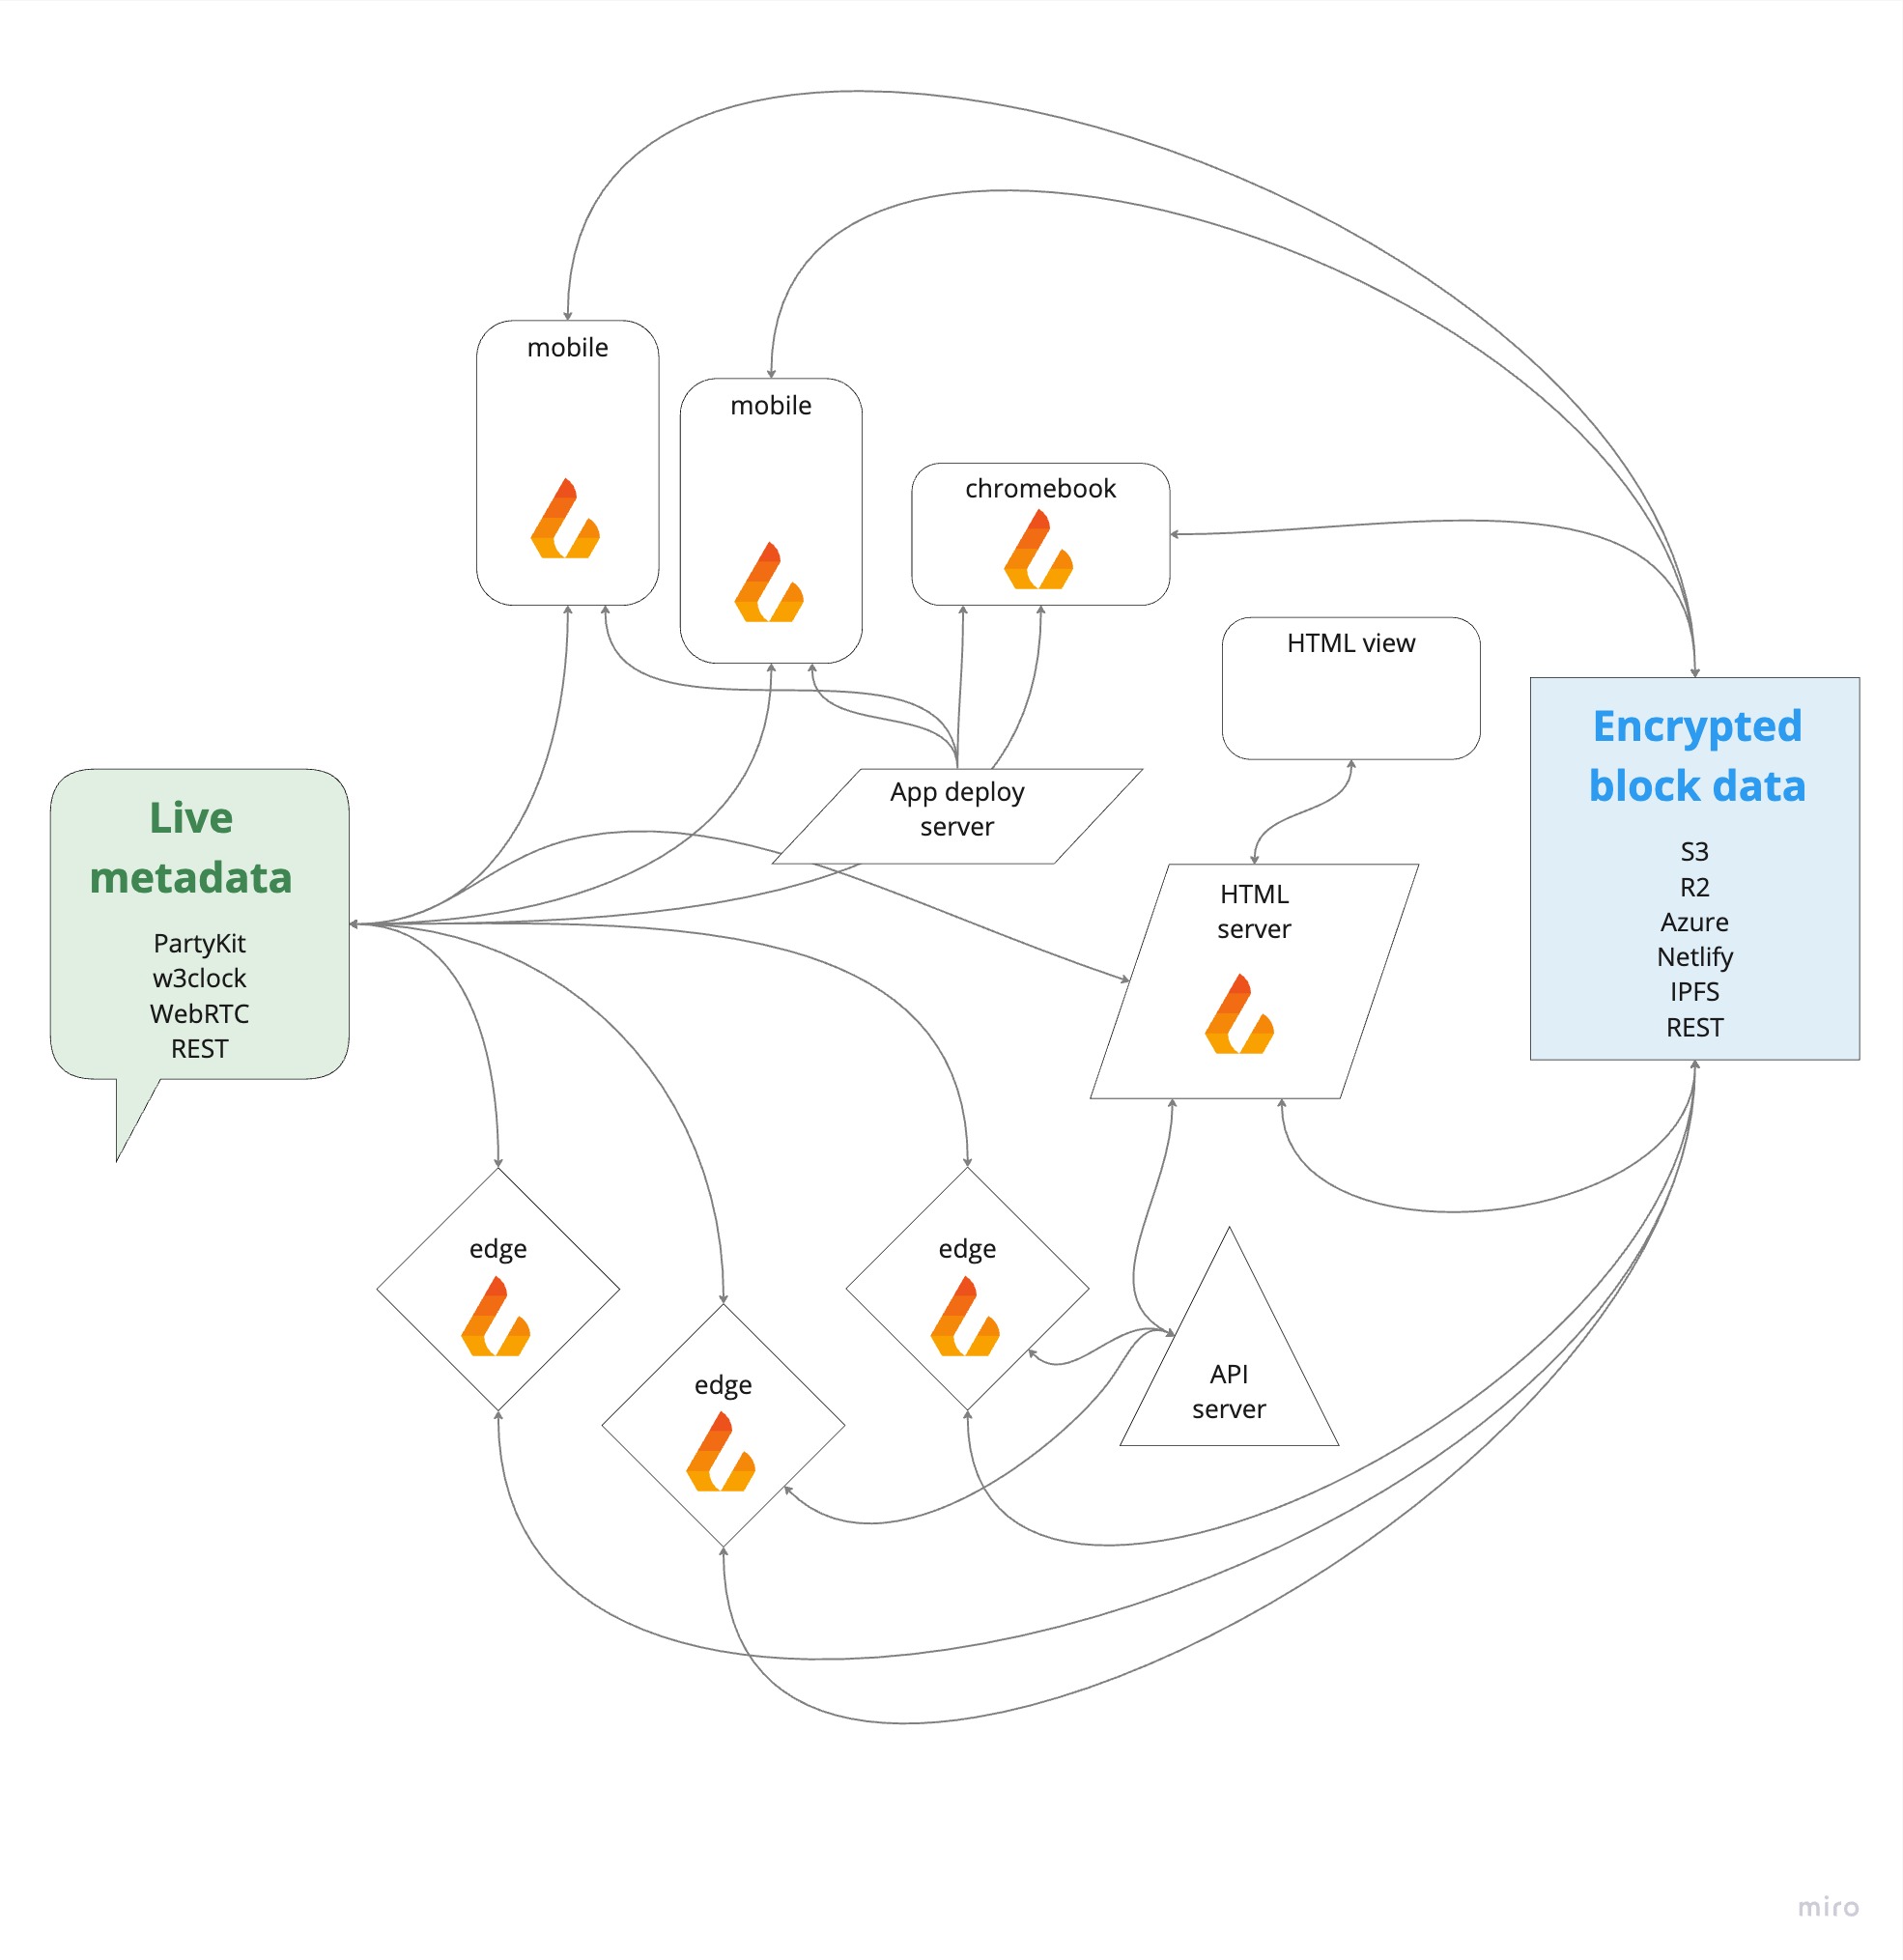 mobile
mobile
chromebook
HTML view
Encrypted
block data
S3
R2
Azure
Netlify
IPFS
REST
Live
metadata
PartyKit
w3clock
WebRTC
REST
App deploy
server
HTML
server
edge
edge
edge
API
server
miro